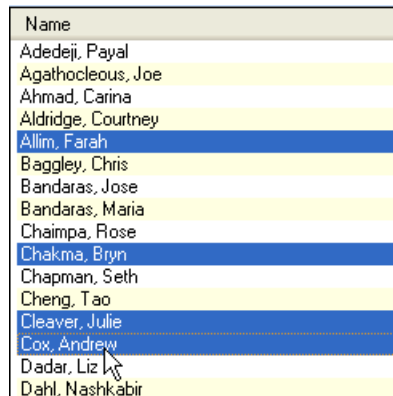 Name
Adedeji, Payal
Agathocleous, Joe
Ahmad, Carina
Aldridge, Courtney
Allim, Farah
Baggley, Chris
Bandaras, Jose
Bandaras, Maria
Chaimpa, Rose
Chakma, Bryn
Chapman, Seth
Cheng, Tao
Cleaver, Julie
Cox, Andrew
Dadar, Liz
Dahl, Nashkabir